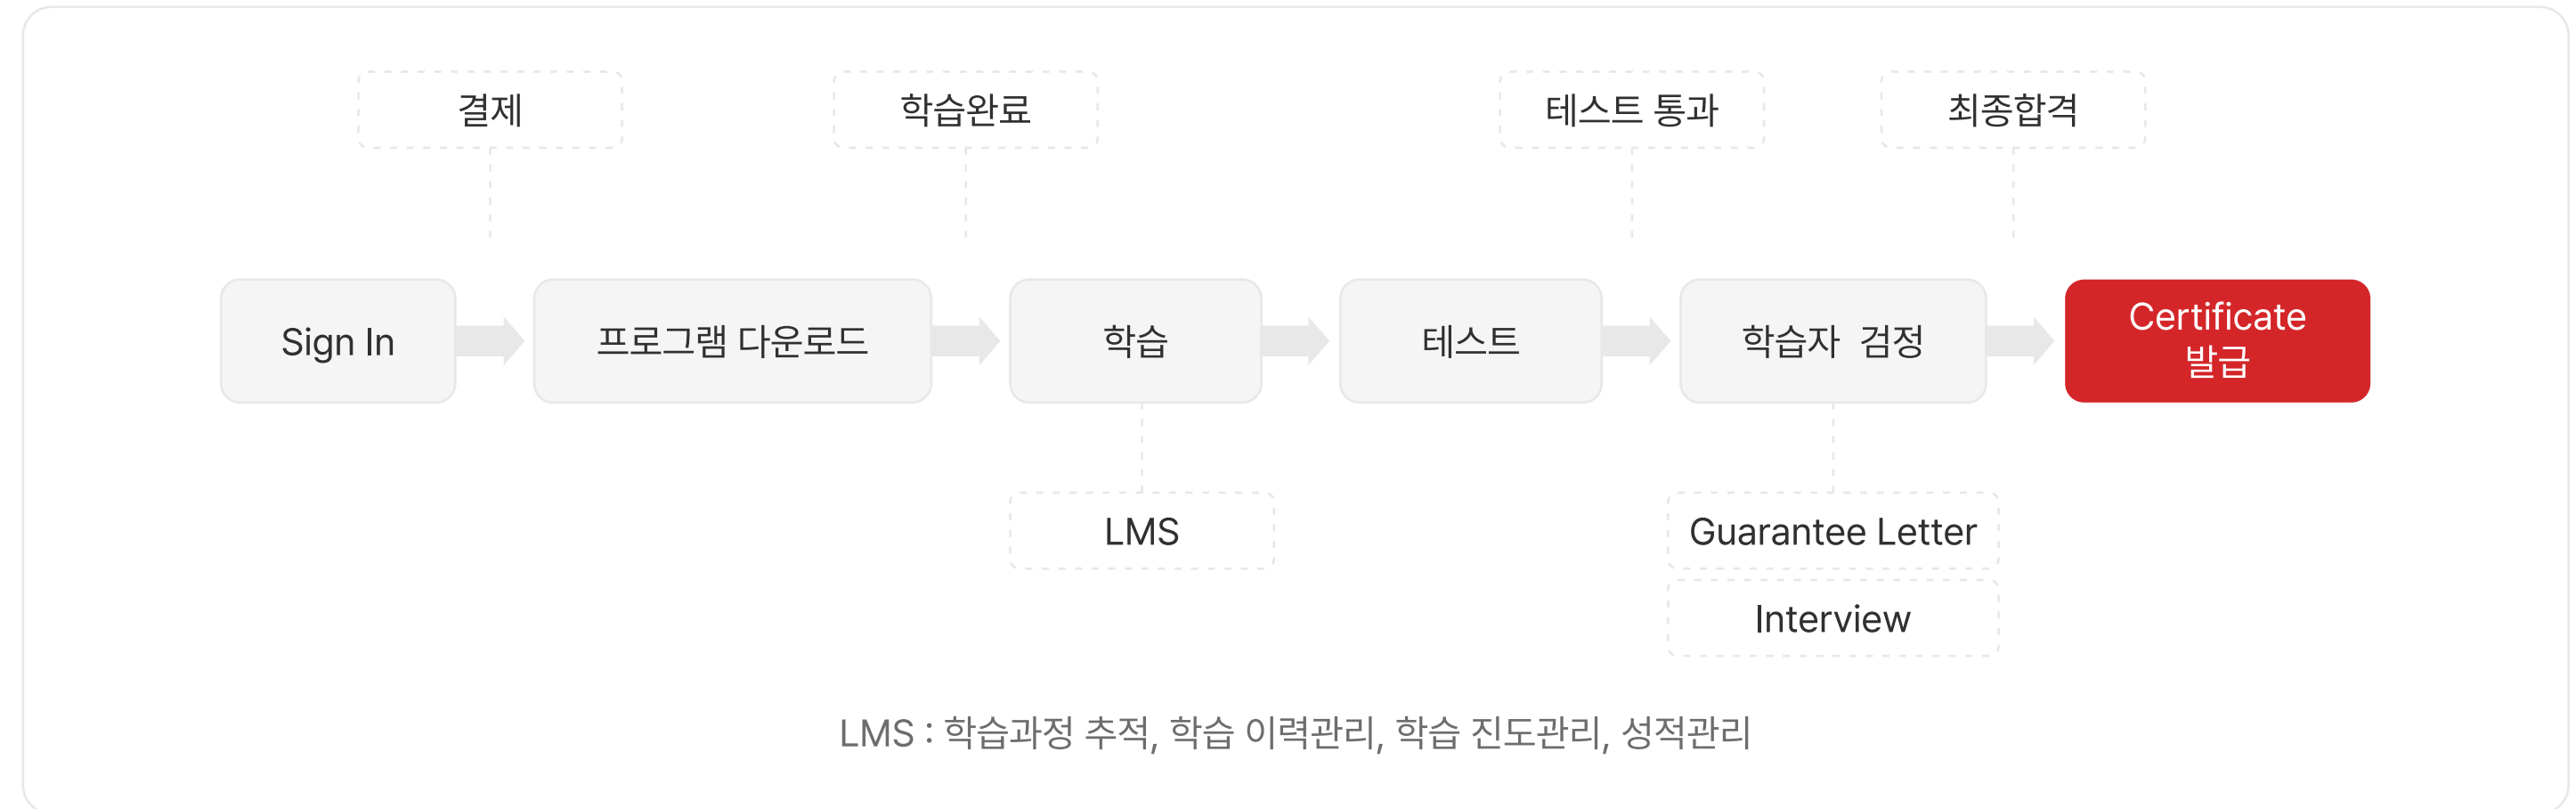 결제
학습완료
테스트 통과
최종합격
Sign In
프로그램 다운로드
학습
테스트
학습자 검정
Certificate
발급
LMS
Guarantee Letter
Interview
LMS : 학습과정 추적, 학습 이력관리, 학습 진도관리, 성적관리